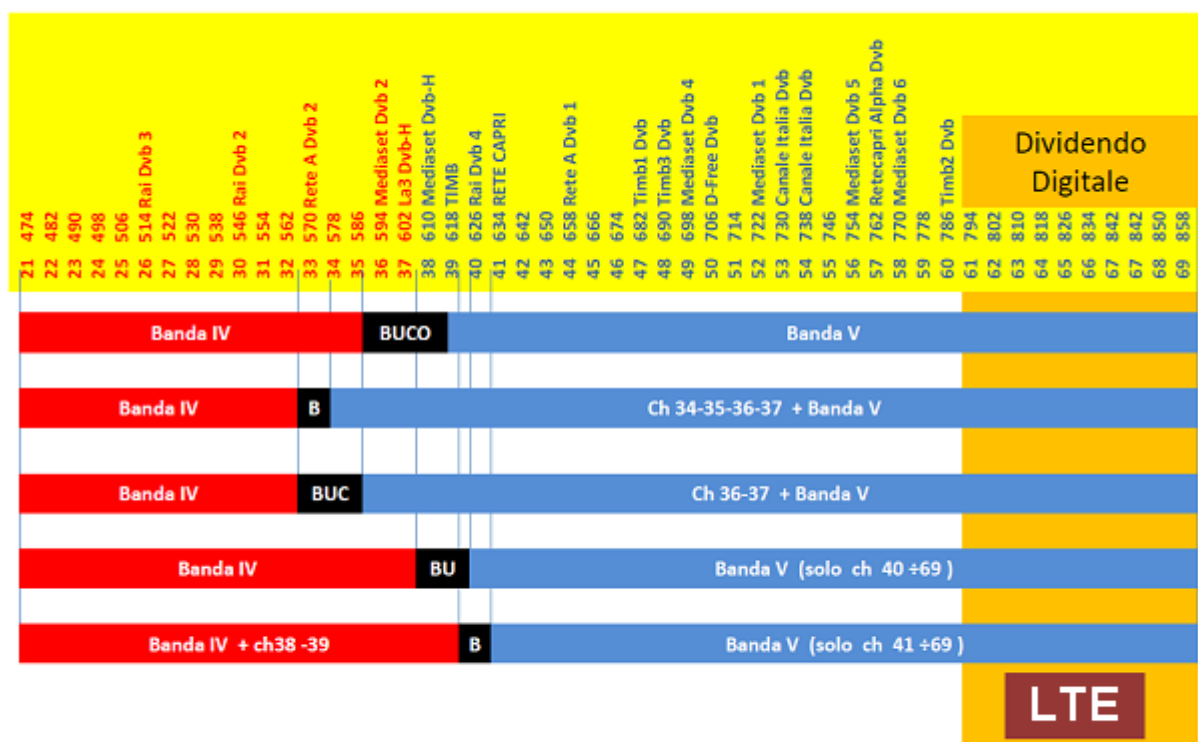 21 474
22 482
23 490
24 498
25 506
26 514 Rai Dvb 3
27 522
28 530
29 538
30 546 Rai Dvb 2
31 554
32 562
33 570 Rete A Dvb 2
34 578
35 586
36 594 Mediaset Dvb 2
37 602 La3 Dvb-H
38 610 Mediaset Dvb-H
39 618 TIMB
40 626 Rai Dvb 4
41 634 RETE CAPRI
42 642
43 650
44 658 Rete A Dvb 1
45 666
46 674
47 682 Timb1 Dvb
48 690 Timb3 Dvb
49 698 Mediaset Dvb 4
50 706 D-Free Dvb
51 714
52 722 Mediaset Dvb 1
53 730 Canale Italia Dvb
54 738 Canale Italia Dvb
55 746
56 754 Mediaset Dvb 5
57 762 Retecapri Alpha Dvb
58 770 Mediaset Dvb 6
59 778
60 786 Timb2 Dvb
61 794
62 802
63 810
64 818
65 826
66 834
67 842
67 842
68 850
69 858
Dividendo
Digitale
Banda IV BUCO Banda V
Banda IV B Ch 34-35-36-37 + Banda V
Banda IV BUC Ch 36-37 + Banda V
Banda IV BU Banda V (solo ch 40 ÷69 )
Banda IV + ch38 -39 B Banda V (solo ch 41 ÷69 )
LTE